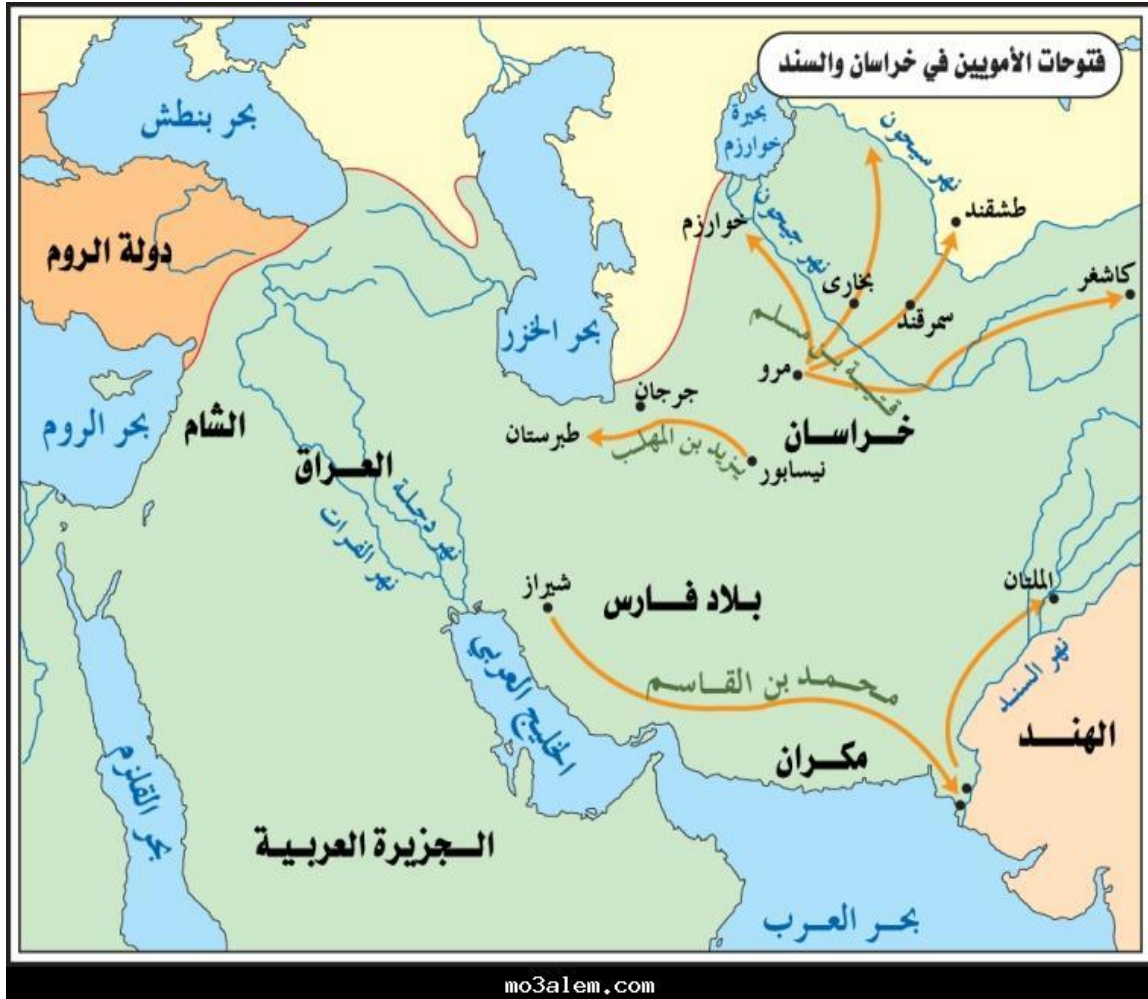 فتوحات الأمويين في خراسان والسند
بحر بنطش
بحيرة
خوارزم
نهر سيحون
طشقند
نهر جيحون
خوارزم
دولة الروم
كاشغر
بخارى
سمرقند
بحر الخزر
قتيبة بن مسلم
مرو
جرجان
بحر الروم
الشام
طبرستان
خراسان
يزيد بن المهلب
نيسابور
العراق
نهر دجلة
نهر الفرات
الملتان
شيراز
بلاد فارس
نهر السند
محمد بن القاسم
الخليج العربي
الهند
مكران
بحر القلزم
الجزيرة العربية
بحر العرب
mo3alem.com